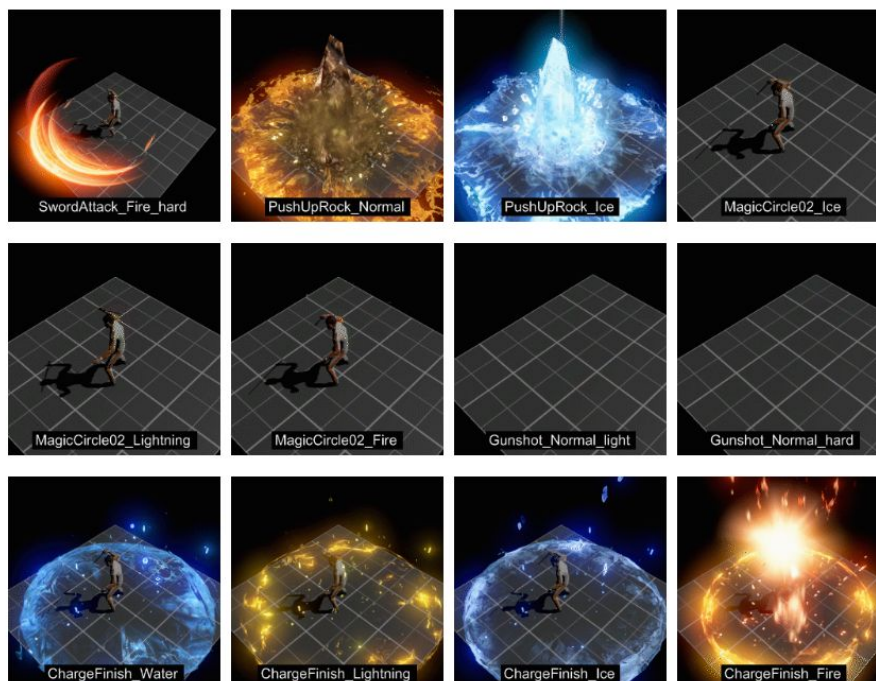 SwordAttack_Fire_hard
PushUpRock_Normal
PushUpRock_Ice
MagicCircle02_Ice
MagicCircle02_Lightning
MagicCircle02_Fire
Gunshot_Normal_light
Gunshot_Normal_hard
ChargeFinish_Water
ChargeFinish_Lightning
ChargeFinish_Ice
ChargeFinish_Fire